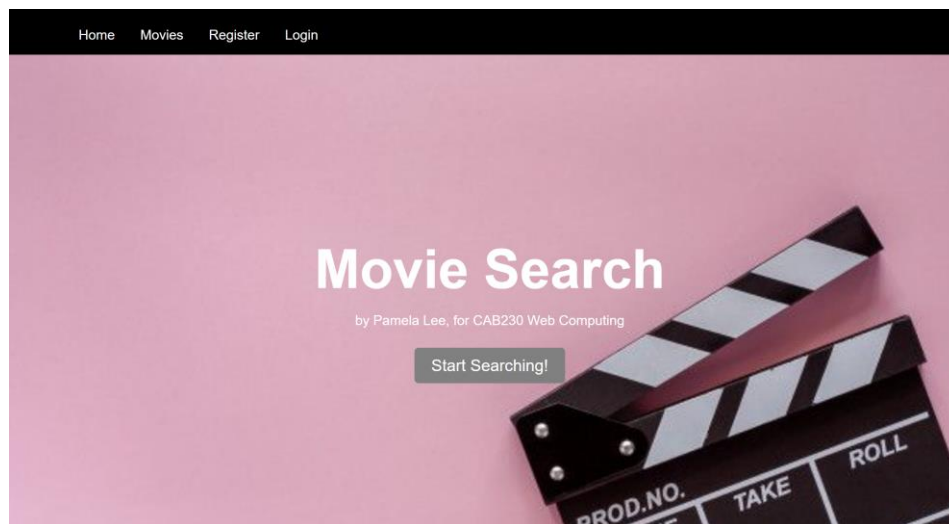 Home Movies Register Login
Movie Search
by Pamela Lee, for CAB230 Web Computing
Start Searching!
PROD.NO. TAKE ROLL